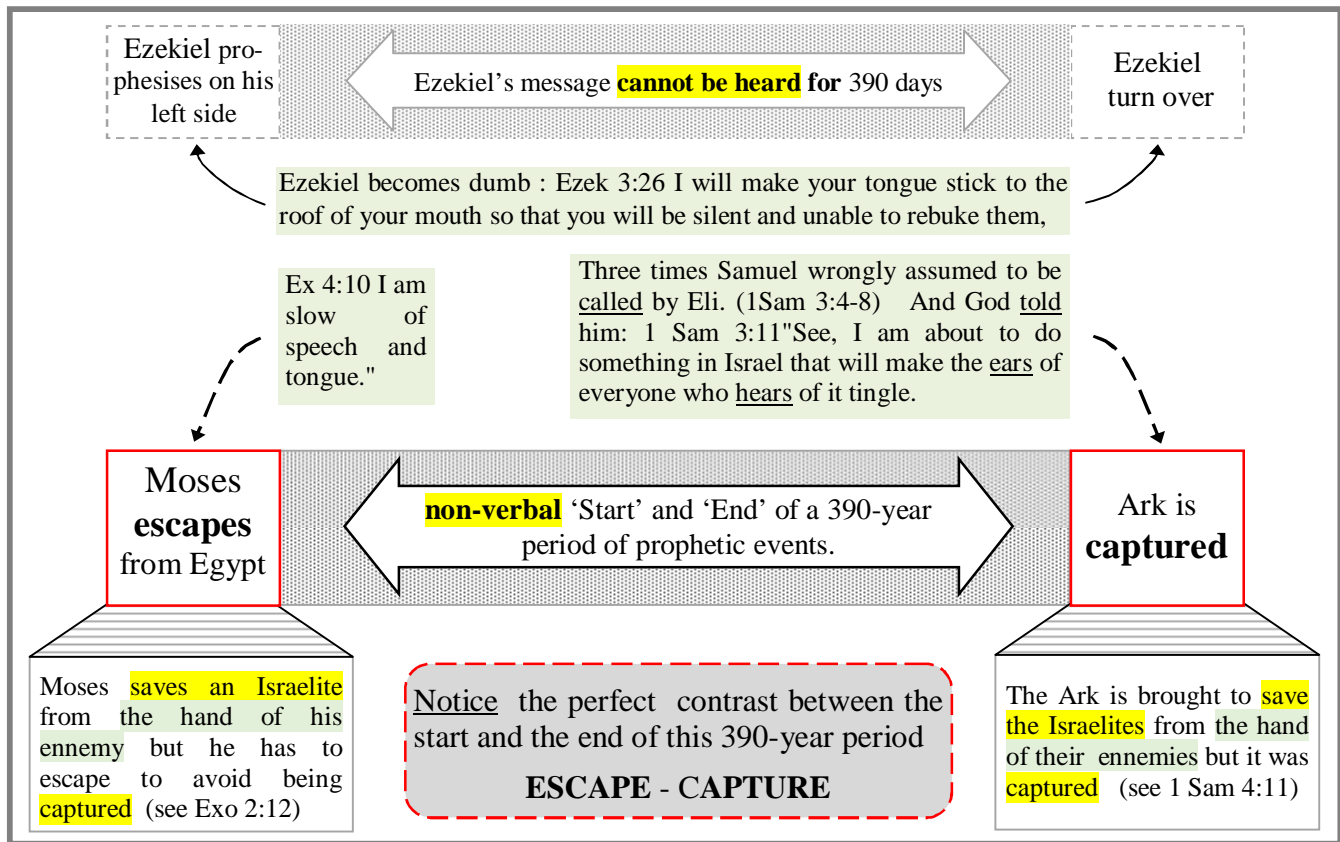 Ezekiel pro-
phesises on his
left side
Ezekiel’s message cannot be heard for 390 days
Ezekiel
turn over
Ezekiel becomes dumb : Ezek 3:26 I will make your tongue stick to the
roof of your mouth so that you will be silent and unable to rebuke them,
Ex 4:10 I am
slow of
speech and
tongue."
Three times Samuel wrongly assumed to be
called by Eli. (1Sam 3:4-8) And God told
him: 1 Sam 3:11"See, I am about to do
something in Israel that will make the ears of
everyone who hears of it tingle.
Moses
escapes
from Egypt
non-verbal ‘Start’ and ‘End’ of a 390-year
period of prophetic events.
Ark is
captured
Moses saves an Israelite
from the hand of his
ennemy but he has to
escape to avoid being
captured (see Exo 2:12)
Notice the perfect contrast between the
start and the end of this 390-year period
ESCAPE - CAPTURE
The Ark is brought to save
the Israelites from the hand
of their ennemies but it was
captured (see 1 Sam 4:11)